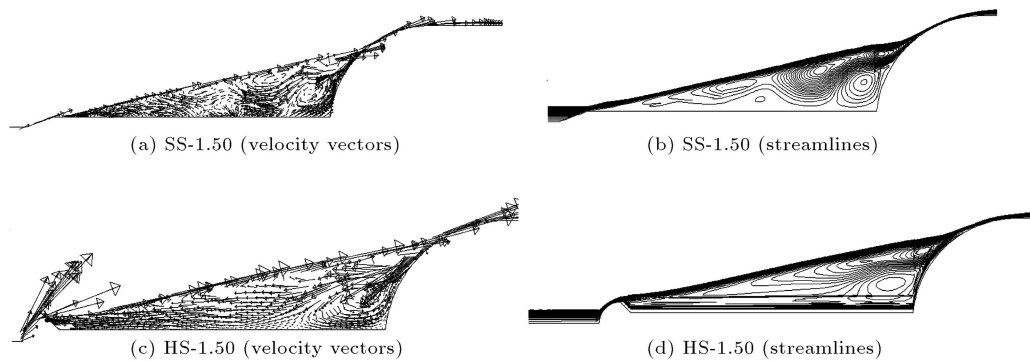 (a) SS-1.50 (velocity vectors)
(b) SS-1.50 (streamlines)
(c) HS-1.50 (velocity vectors)
(d) HS-1.50 (streamlines)